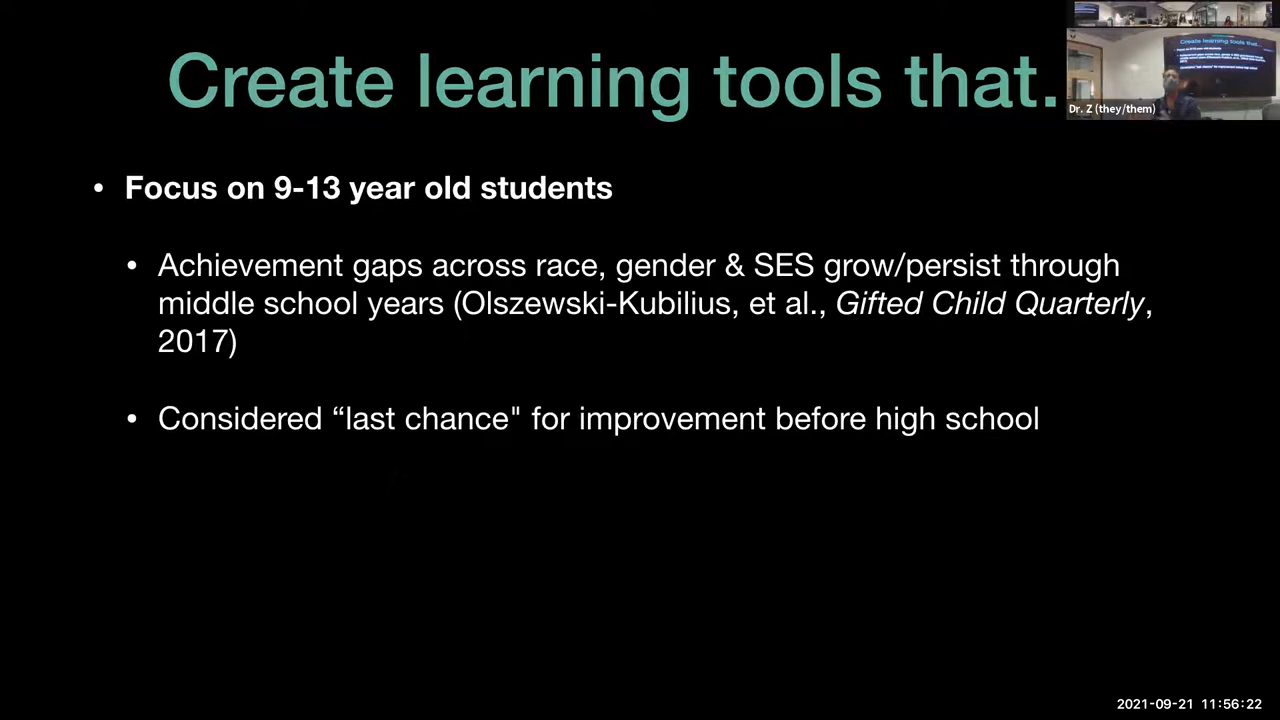 Create learning tools that.
Dr. Z (they/them)
• Focus on 9-13 year old students
• Achievement gaps across race, gender & SES grow/persist through
middle school years (Olszewski-Kubilius, et al., Gifted Child Quarterly,
2017)
• Considered “last chance" for improvement before high school
2021-09-21 11:56:22